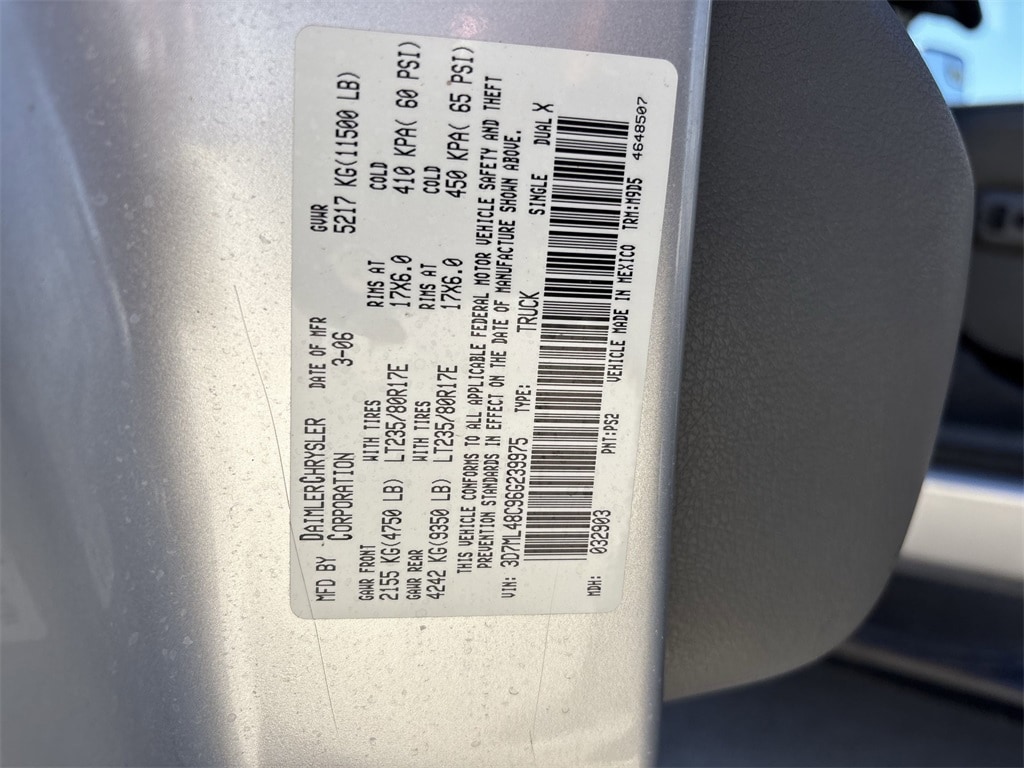 MFD BY DAIMLERCHRYSLER CORPORATION
DATE OF MFR
3-06
GVWR
5217 KG(11500 LB)
GAWR FRONT WITH TIRES RIMS AT COLD
2155 KG(4750 LB) LT235/80R17E 17X6.0 410 KPA( 60 PSI)
GAWR REAR WITH TIRES RIMS AT COLD
4242 KG(9350 LB) LT235/80R17E 17X6.0 450 KPA( 65 PSI)
THIS VEHICLE CONFORMS TO ALL APPLICABLE FEDERAL MOTOR VEHICLE SAFETY AND THEFT
PREVENTION STANDARDS IN EFFECT ON THE DATE OF MANUFACTURE SHOWN ABOVE.
VIN: 3D7ML48C96G239975 TYPE: TRUCK SINGLE DUAL X
MDH: 032903 PNT:PS2
VEHICLE MADE IN MEXICO TRM:M9D5
4648507